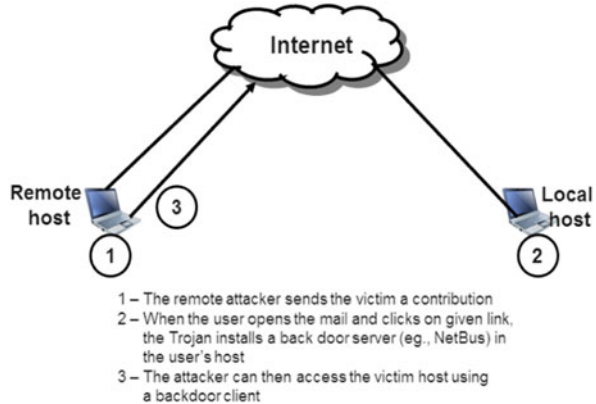 Internet
Remote
host
3
1
Local
host
2
1 – The remote attacker sends the victim a contribution
2 – When the user opens the mail and clicks on given link,
the Trojan installs a back door server (eg., NetBus) in
the user's host
3 – The attacker can then access the victim host using
a backdoor client